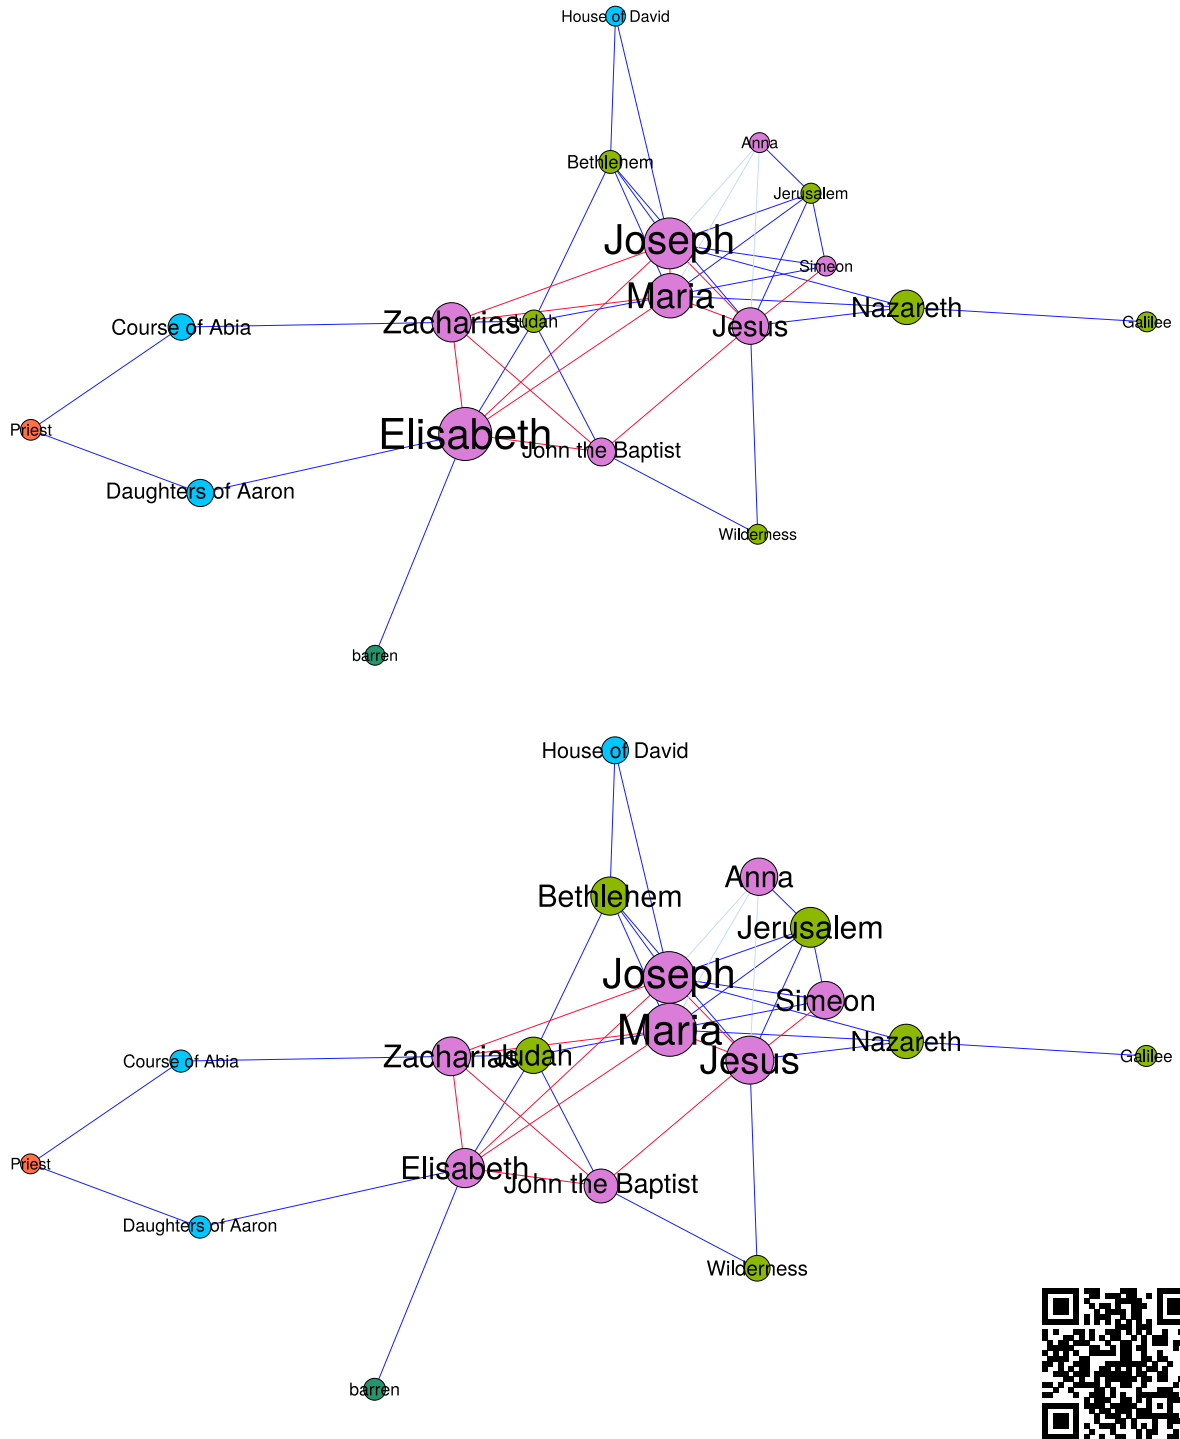 House of David
Anna
Bethlehem
Jerusalem
Joseph
Simeon
Maria
Nazareth
Zacharias
Judah
Jesus
Course of Abia
Galilee
Priest
Elisabeth
John the Baptist
Daughters of Aaron
Wilderness
barren
House of David
Anna
Bethlehem
Jerusalem
Joseph
Simeon
Maria
Nazareth
Zacharias
Judah
Jesus
Course of Abia
Galilee
Priest
Elisabeth
John the Baptist
Daughters of Aaron
Wilderness
barren